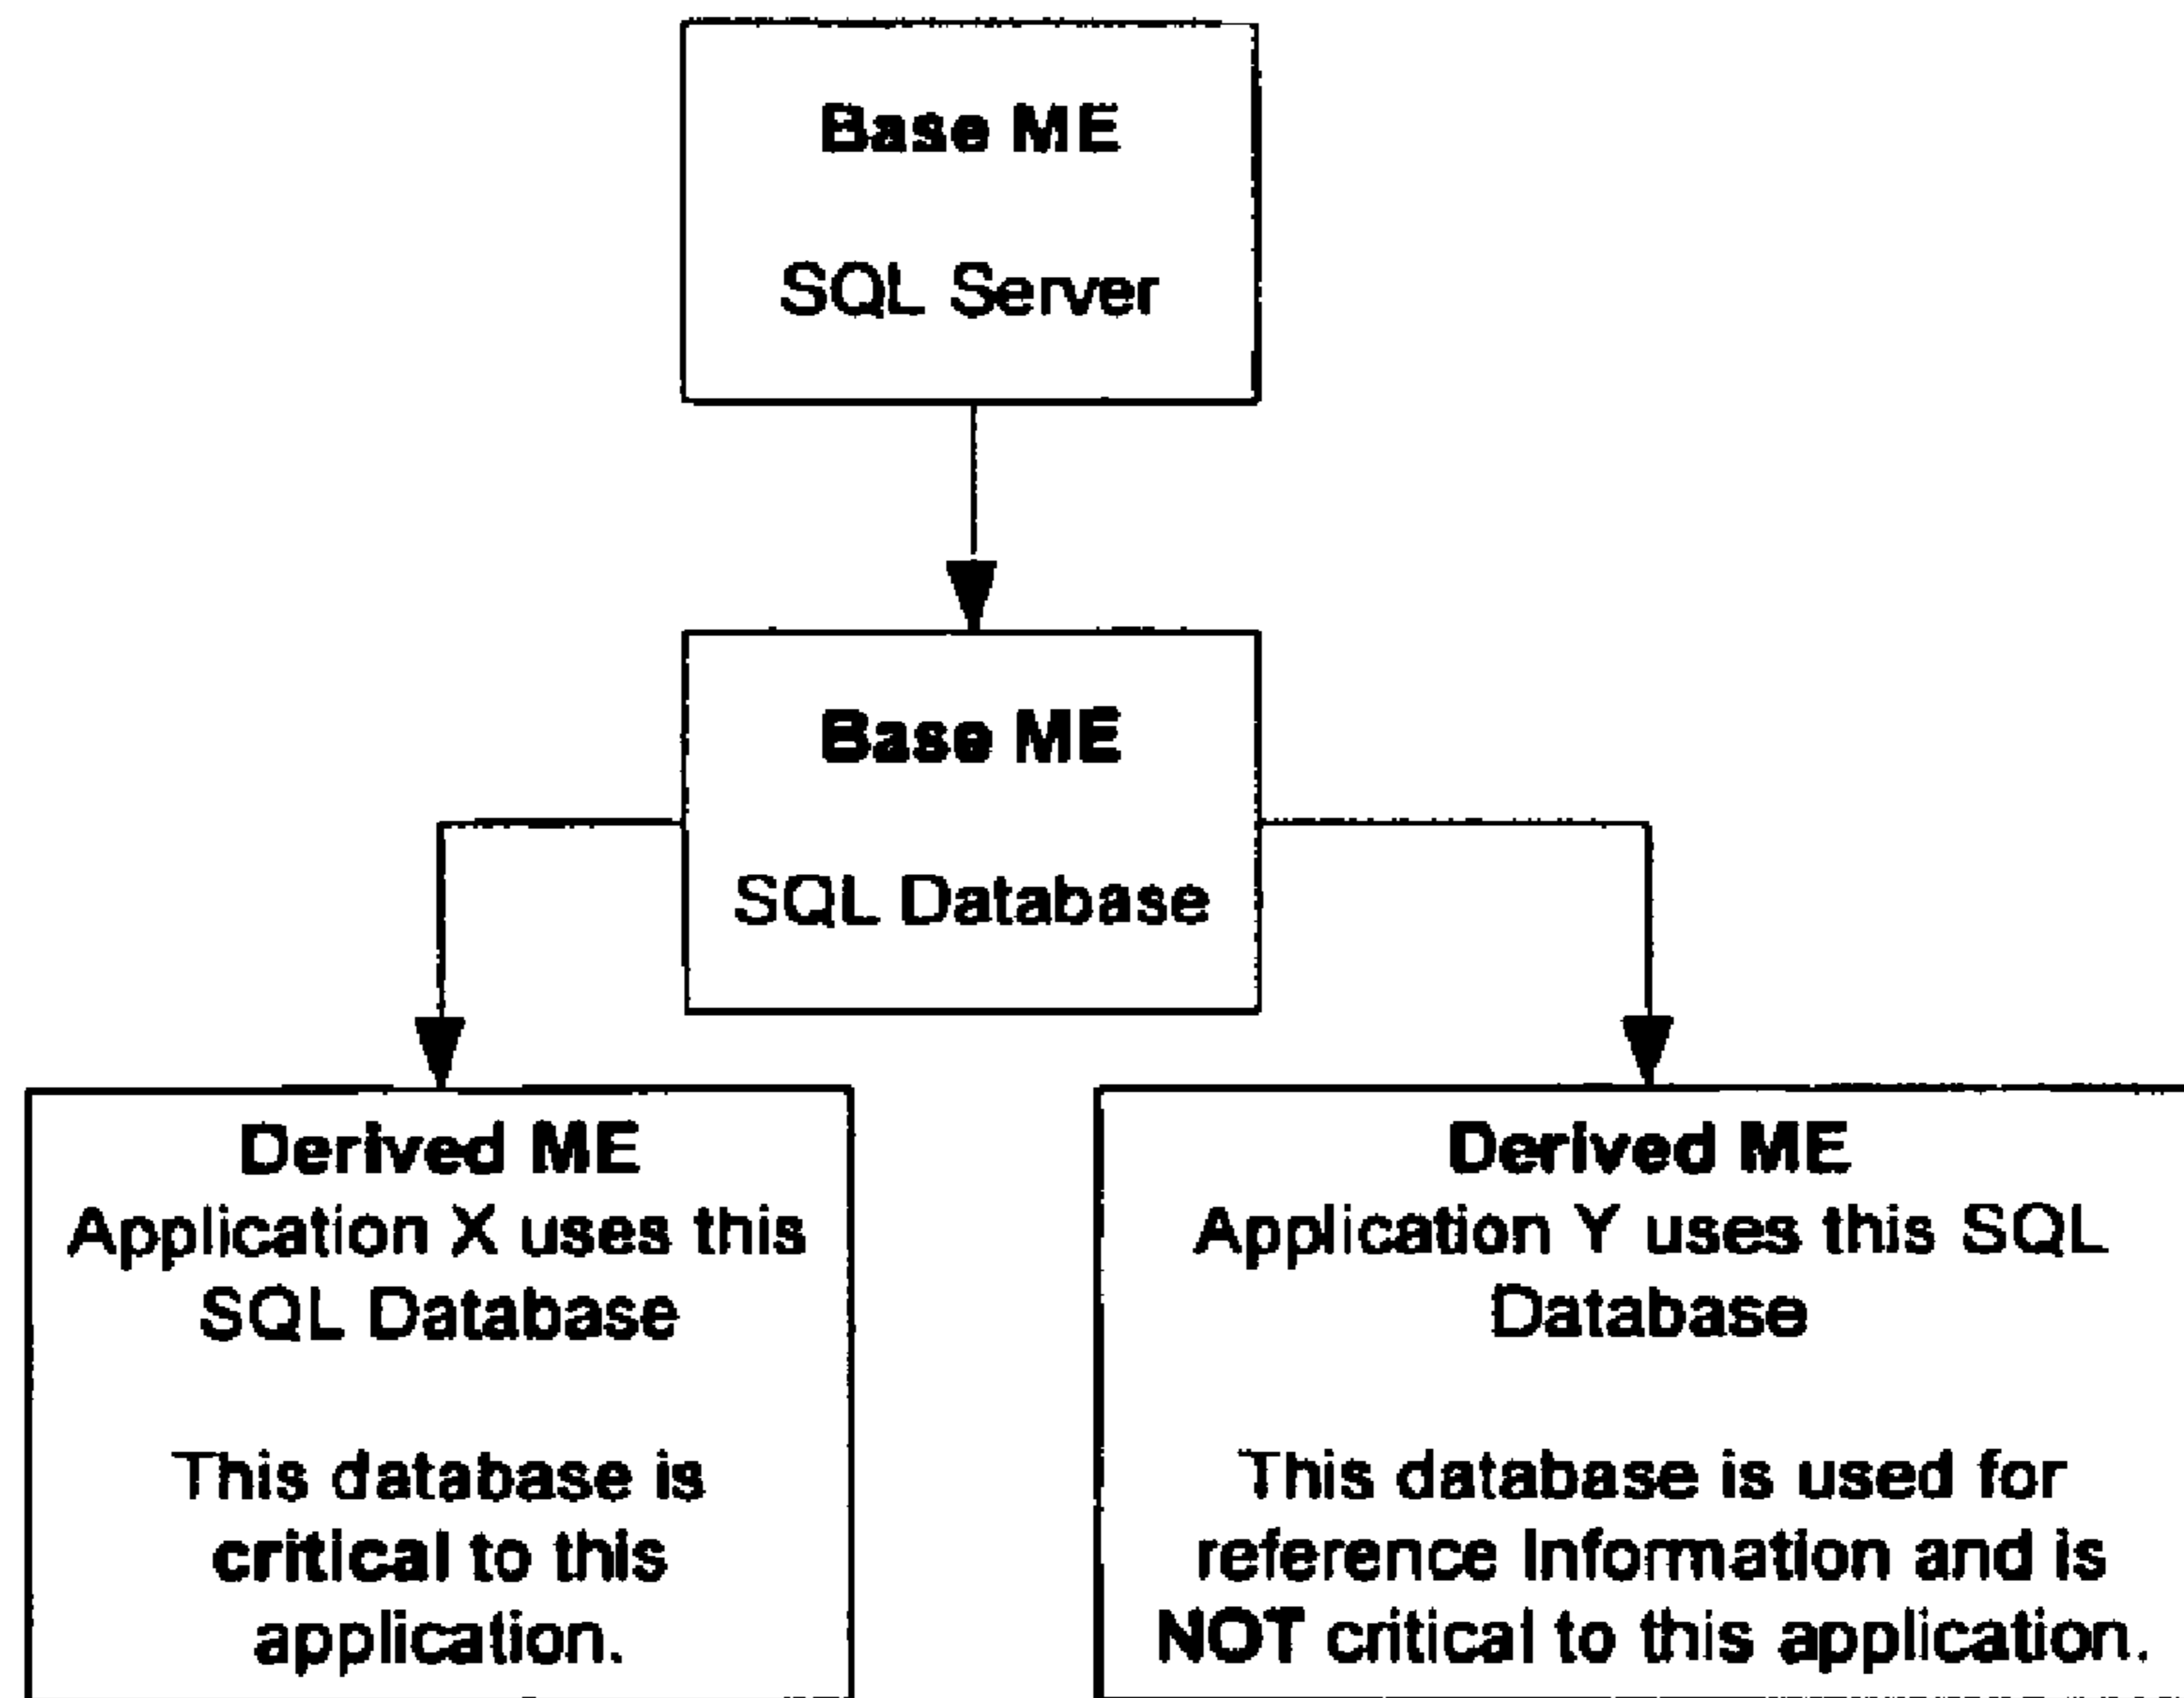 Base ME
SQL Server
Base ME
SQL Database
Derived ME
Application X uses this
SQL Database
This database is
critical to this
application.
Derived ME
Application Y uses this SQL
Database
This database is used for
reference Information and is
NOT critical to this application.